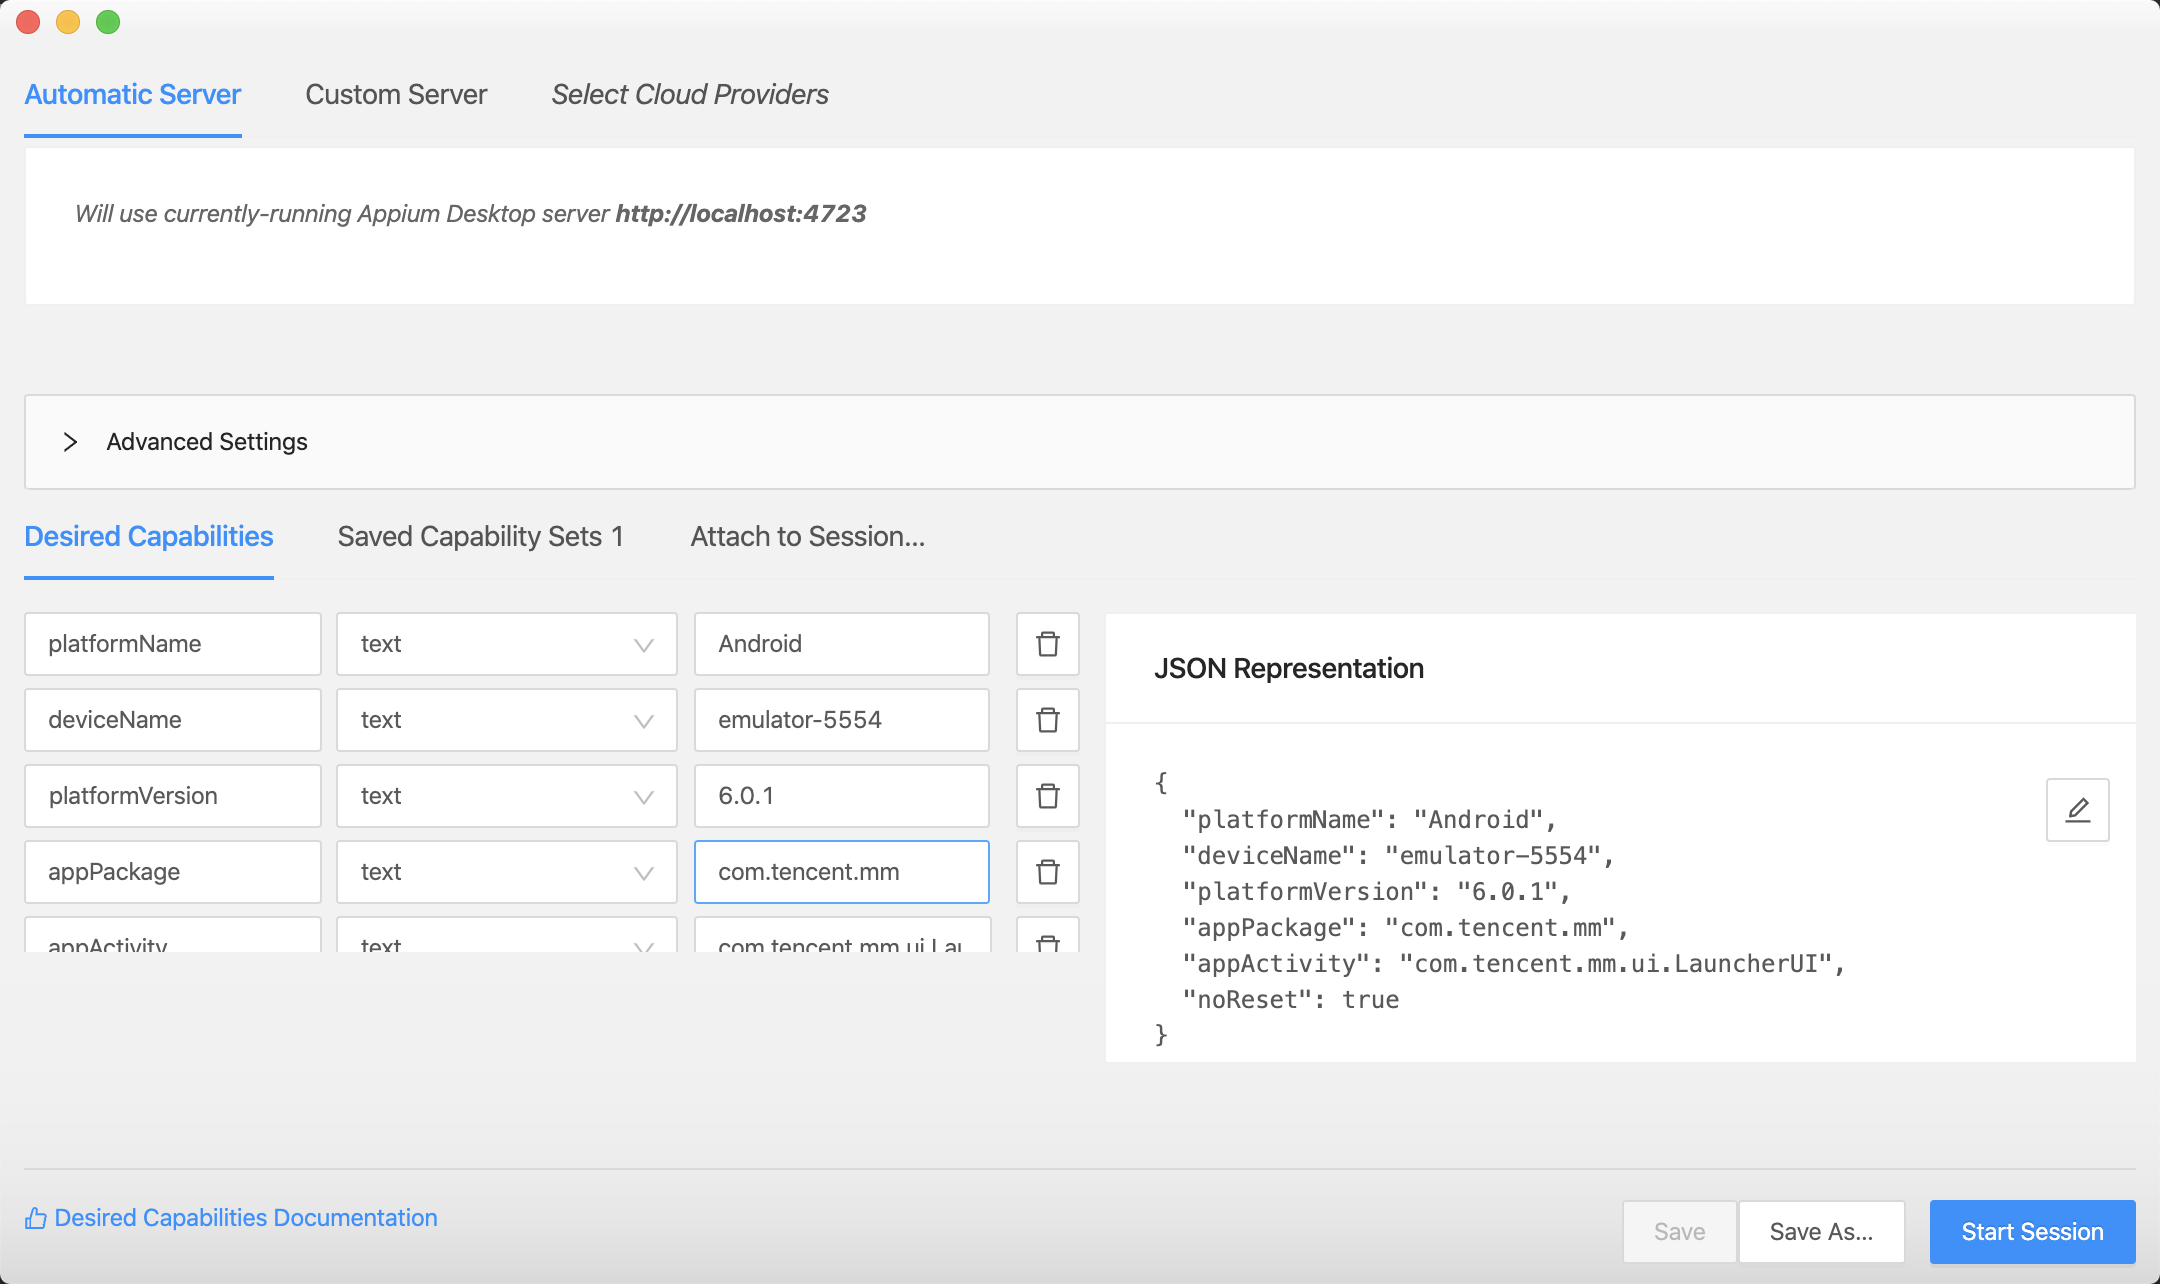 Automatic Server Custom Server Select Cloud Providers
Will use currently-running Appium Desktop server http://localhost:4723
Advanced Settings
Desired Capabilities Saved Capability Sets 1 Attach to Session...
platformName text Android
deviceName text emulator-5554
platformVersion text 6.0.1
appPackage text com.tencent.mm
appActivity text com.tencent.mm.ui.Lau
JSON Representation
{
"platformName": "Android",
"deviceName": "emulator-5554",
"platformVersion": "6.0.1",
"appPackage": "com.tencent.mm",
"appActivity": "com.tencent.mm.ui.LauncherUI",
"noReset": true
}
Desired Capabilities Documentation
Save Save As... Start Session